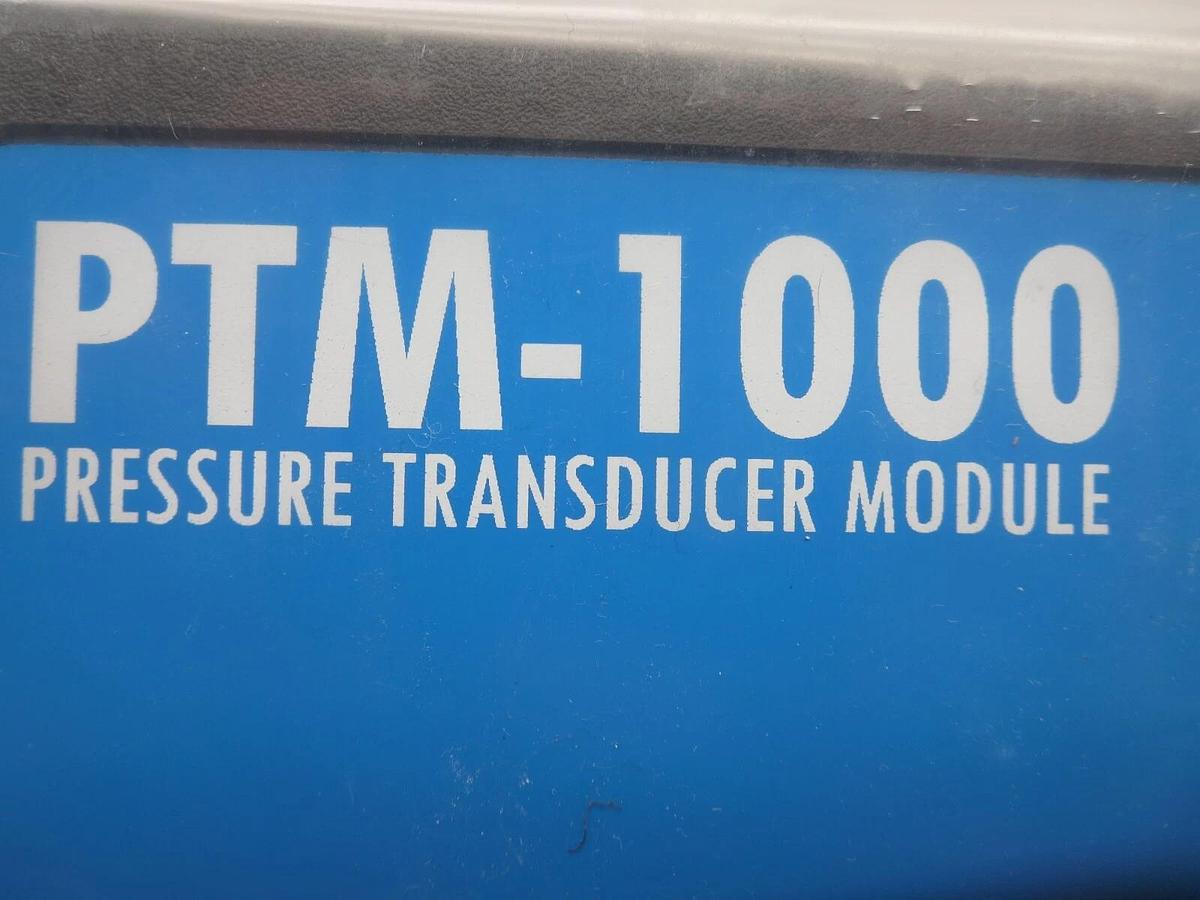 PTM-1000
PRESSURE TRANSDUCER MODULE